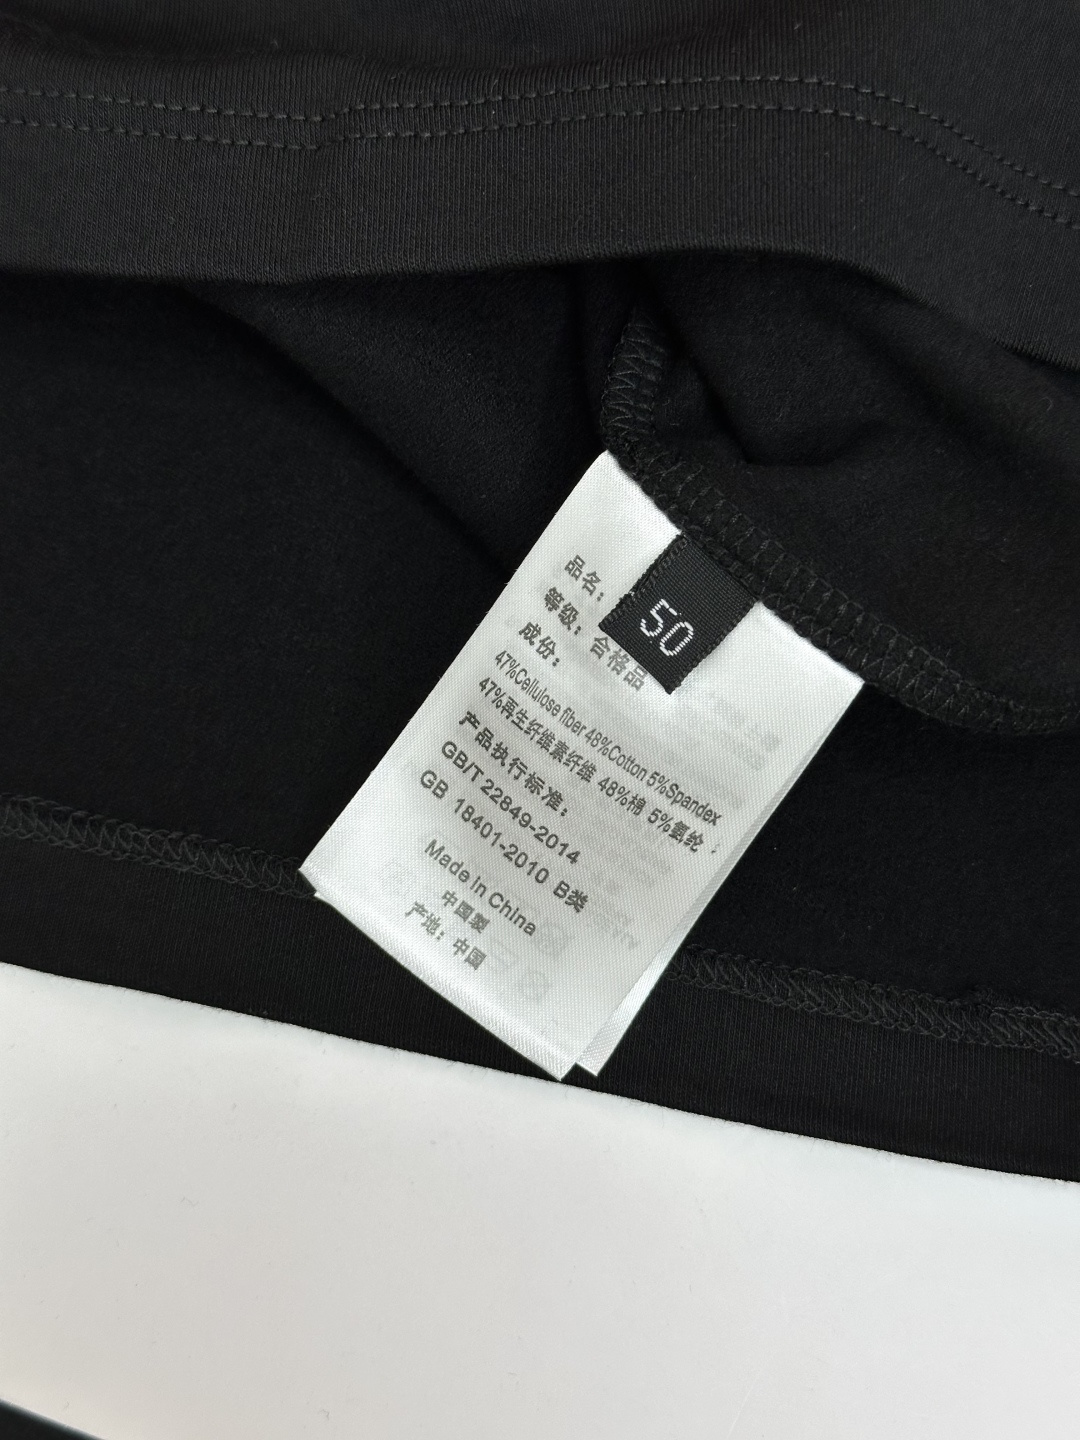 品名：
50
等级：合格品
成份：
47%Cellulose fiber 48%Cotton 5%Spandex
47%再生纤维素纤维 48%棉 5%氨纶；
产品执行标准：
GB/T 22849-2014
GB 18401-2010 B类
Made in China
中国製
产地：中国